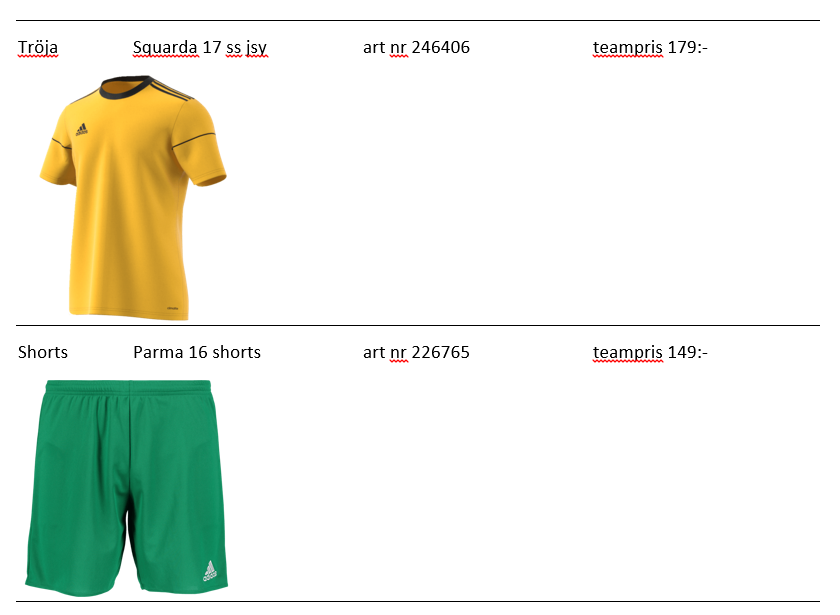 Tröja Squarda 17 ss jsy art nr 246406 teampris 179:-
Shorts Parma 16 shorts art nr 226765 teampris 149:-